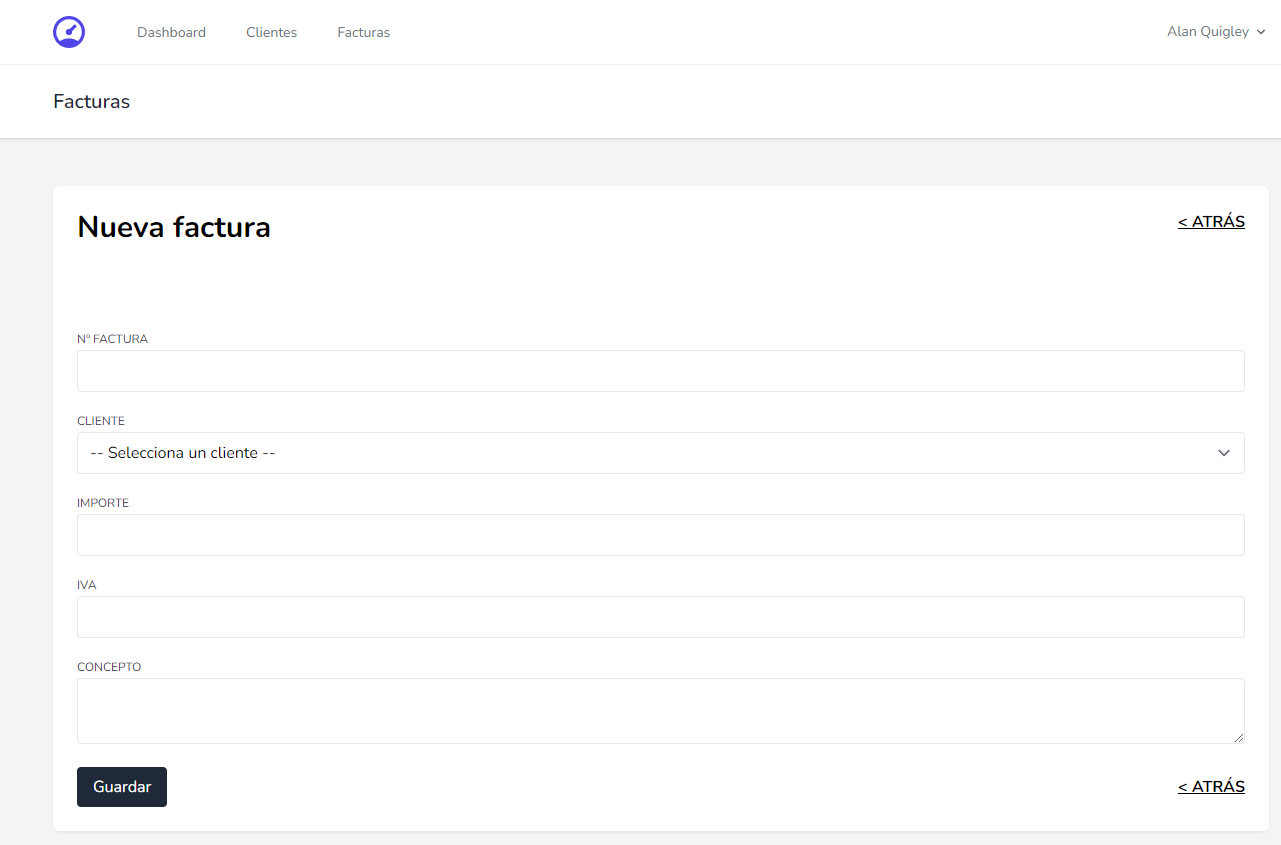 Dashboard Clientes Facturas Alan Quigley
Facturas
Nueva factura < ATRÁS
Nº FACTURA
CLIENTE
-- Selecciona un cliente --
IMPORTE
IVA
CONCEPTO
Guardar < ATRÁS